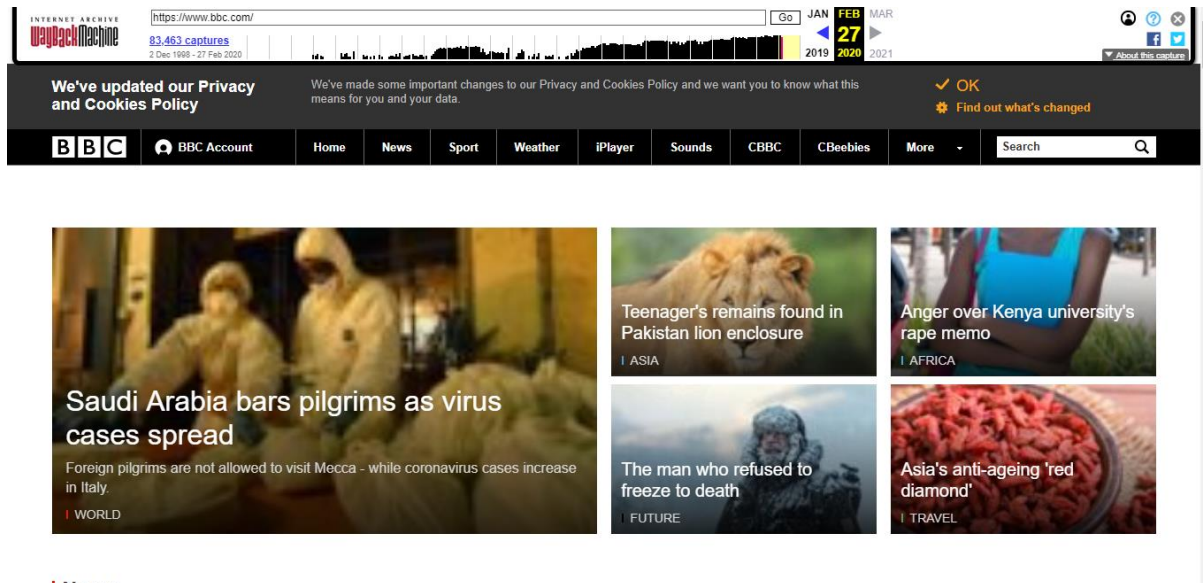 INTERNET ARCHIVE
WayBackMachine
https://www.bbc.com/
Go
JAN FEB MAR
83,463 captures
27
2 Dec 1998 - 27 Feb 2020
2019 2020 2021
About this capture
We've updated our Privacy
and Cookies Policy
We've made some important changes to our Privacy and Cookies Policy and we want you to know what this
means for you and your data.
OK
Find out what's changed
BBC
BBC Account
Home
News
Sport
Weather
iPlayer
Sounds
CBBC
CBeebies
More
Search
Saudi Arabia bars pilgrims as virus
cases spread
Foreign pilgrims are not allowed to visit Mecca - while coronavirus cases increase
in Italy.
WORLD
Teenager's remains found in
Pakistan lion enclosure
ASIA
Anger over Kenya university's
rape memo
AFRICA
The man who refused to
freeze to death
FUTURE
Asia's anti-ageing 'red
diamond'
TRAVEL